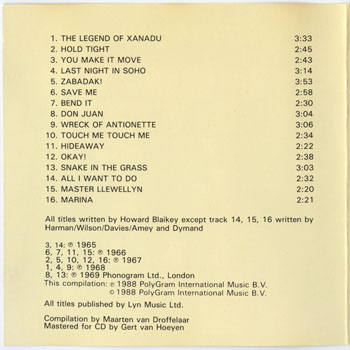 1. THE LEGEND OF XANADU 3:33
2. HOLD TIGHT 2:45
3. YOU MAKE IT MOVE 2:43
4. LAST NIGHT IN SOHO 3:14
5. ZABADAK! 3:53
6. SAVE ME 2:58
7. BEND IT 2:30
8. DON JUAN 3:04
9. WRECK OF ANTIONETTE 3:06
10. TOUCH ME TOUCH ME 2:34
11. HIDEAWAY 2:22
12. OKAY! 2:38
13. SNAKE IN THE GRASS 3:03
14. ALL I WANT TO DO 2:32
15. MASTER LLEWELLYN 2:20
16. MARINA 2:21
All titles written by Howard Blaikey except track 14, 15, 16 written by
Harman/Wilson/Davies/Amey and Dymand
3, 14: ℗ 1965
6, 7, 11, 15: ℗ 1966
2, 5, 10, 12, 16: ℗ 1967
1, 4, 9: ℗ 1968
8, 13: ℗ 1969 Phonogram Ltd., London
This compilation: ℗ 1988 PolyGram International Music B.V.
© 1988 PolyGram International Music B.V.
All titles published by Lyn Music Ltd.
Compilation by Maarten van Droffelaar
Mastered for CD by Gert van Hoeyen